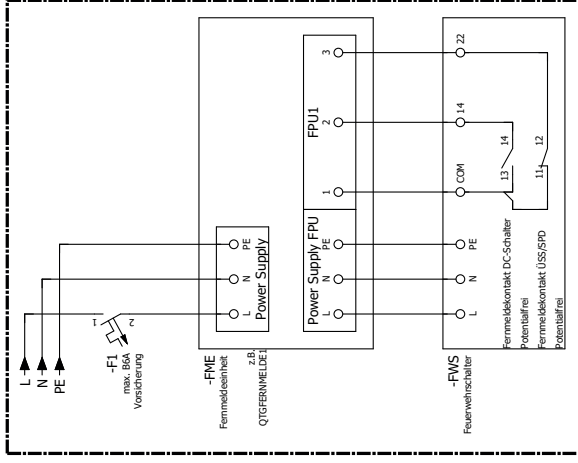 L
N
PE
1
2
-F1
max. B6A
Vorsicherung
-FME
Fernmeldeeinheit
z.B.
QTGFERNMELDE1
L
N
PE
Power Supply
Power Supply FPU
L
N
PE
FPU1
1
2
3
-FWS
Feuerwehrschalter
L
N
PE
COM
14
22
13
14
11
12
Fernmeldekontakt DC-Schalter
Potentialfrei
Fernmeldekontakt ÜSS/SPD
Potentialfrei